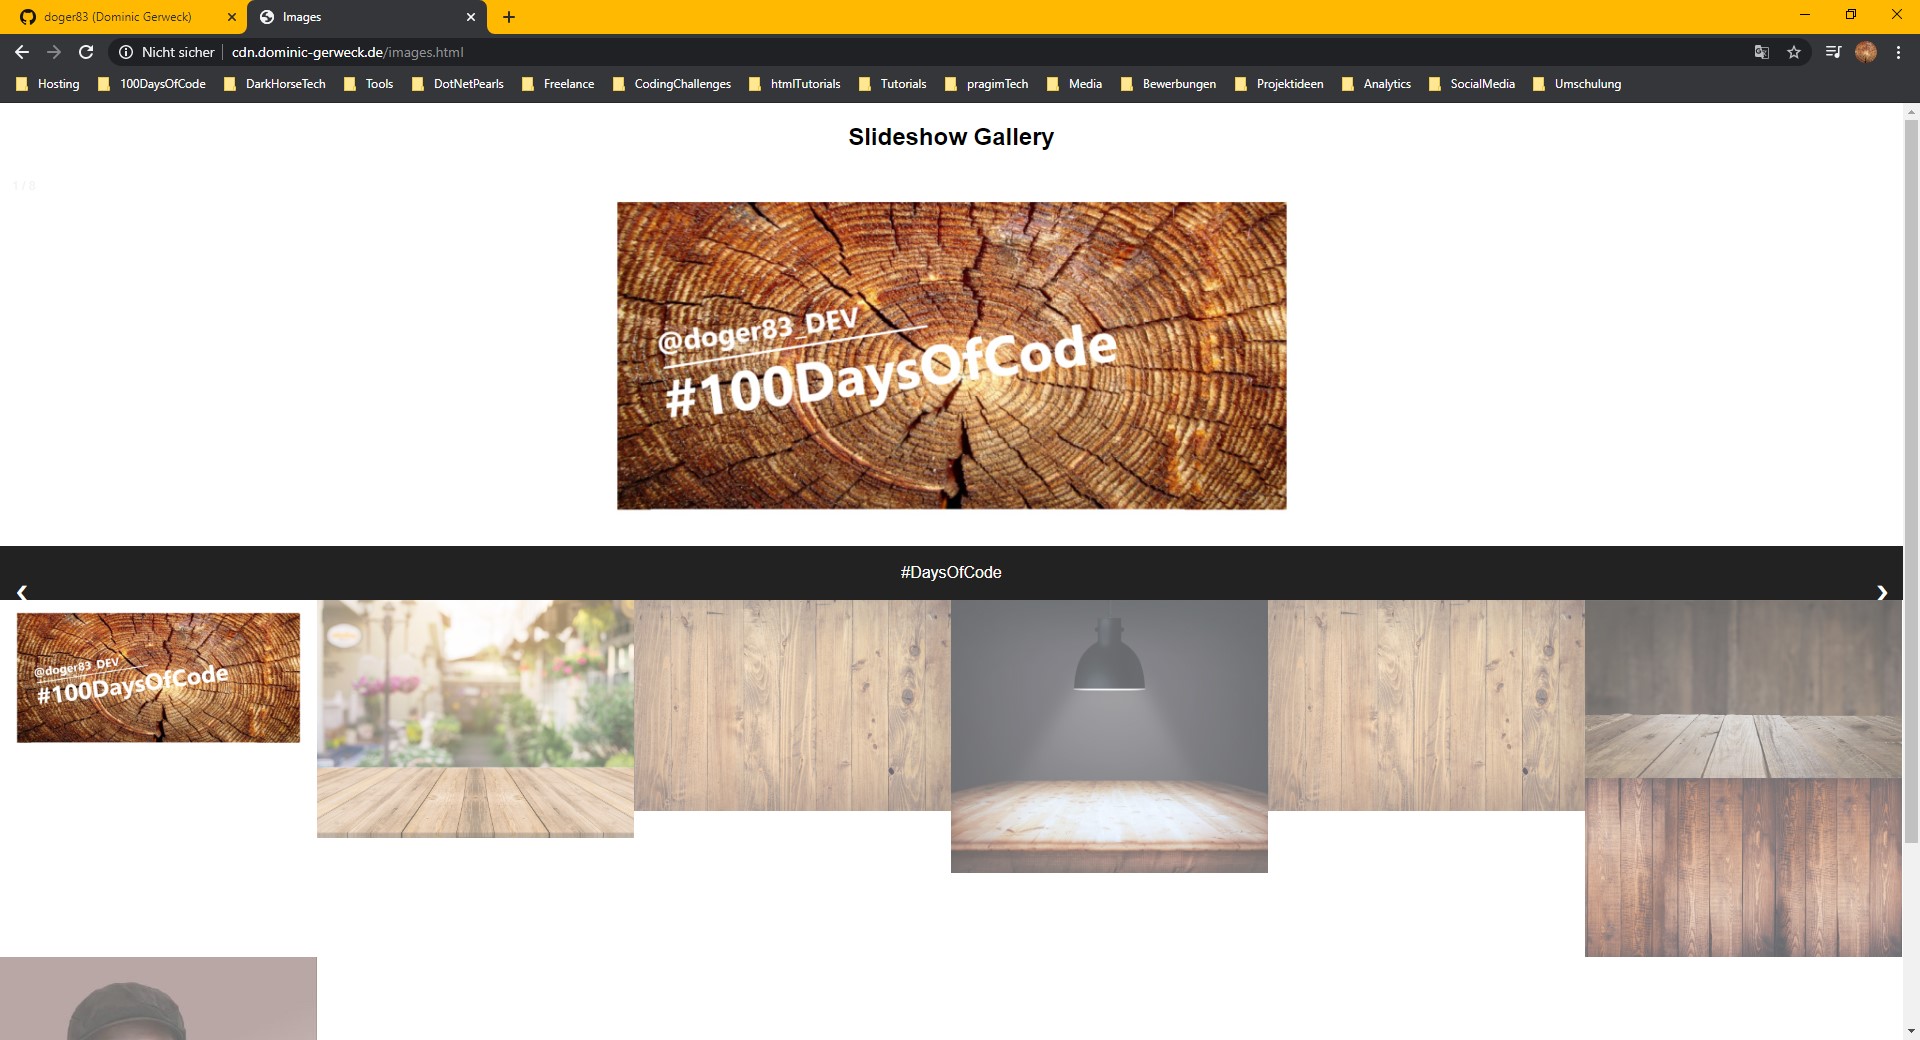 doger83 (Dominic Gerweck)
Images
Nicht sicher
cdn.dominic-gerweck.de/images.html
Hosting
100DaysOfCode
DarkHorseTech
Tools
DotNetPearls
Freelance
CodingChallenges
htmlTutorials
Tutorials
pragimTech
Media
Bewerbungen
Projektideen
Analytics
SocialMedia
Umschulung
Slideshow Gallery
@doger83_DEV
#100DaysOfCode
#DaysOfCode
❮
❯
@doger83_DEV
#100DaysOfCode